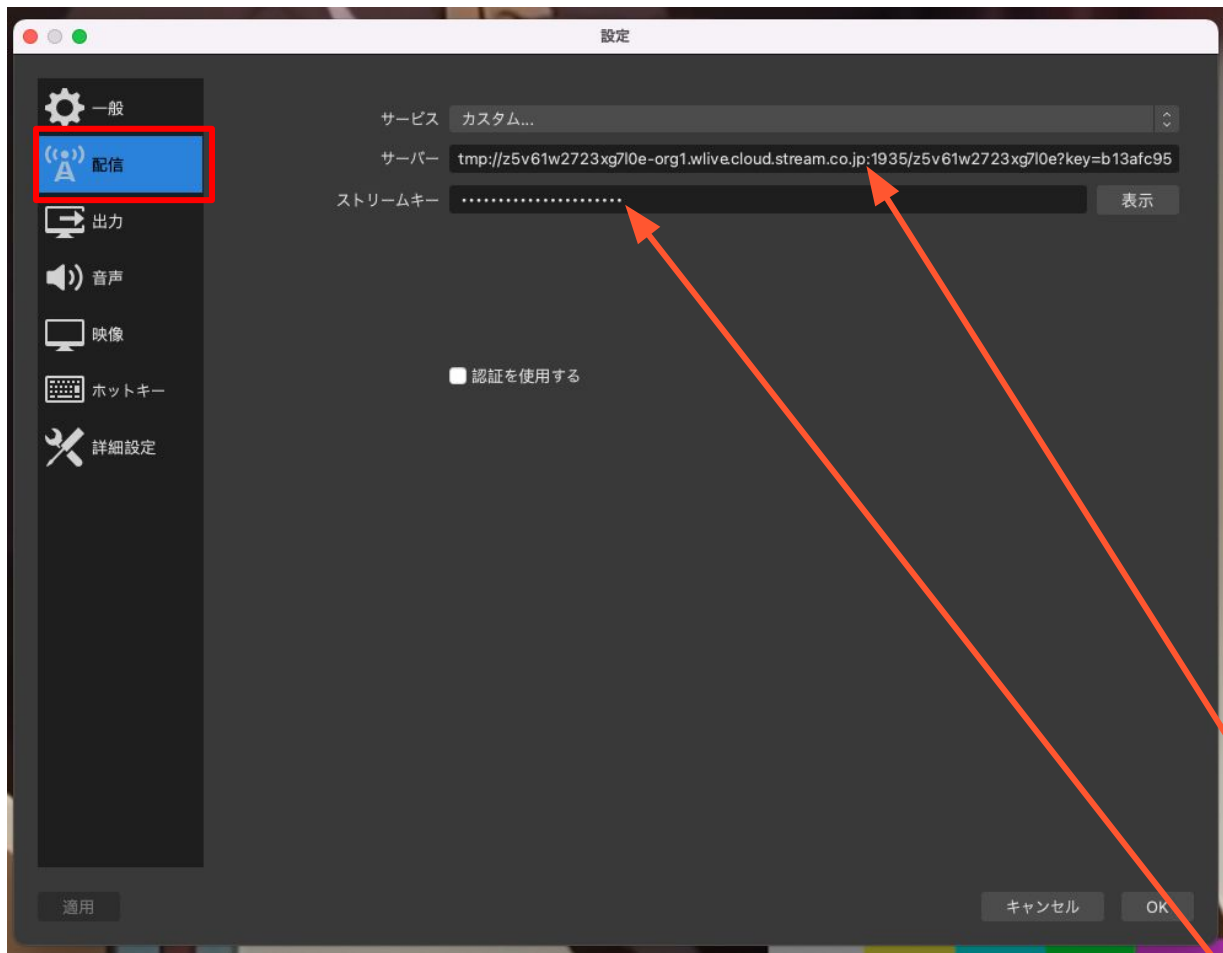 設定
一般
配信
出力
音声
映像
ホットキー
詳細設定
サービス カスタム...
サーバー tmp://z5v61w2723xg7l0e-org1.wlive.cloud.stream.co.jp:1935/z5v61w2723xg7l0e?key=b13afc95
ストリームキー ······················ 表示
認証を使用する
適用 キャンセル OK